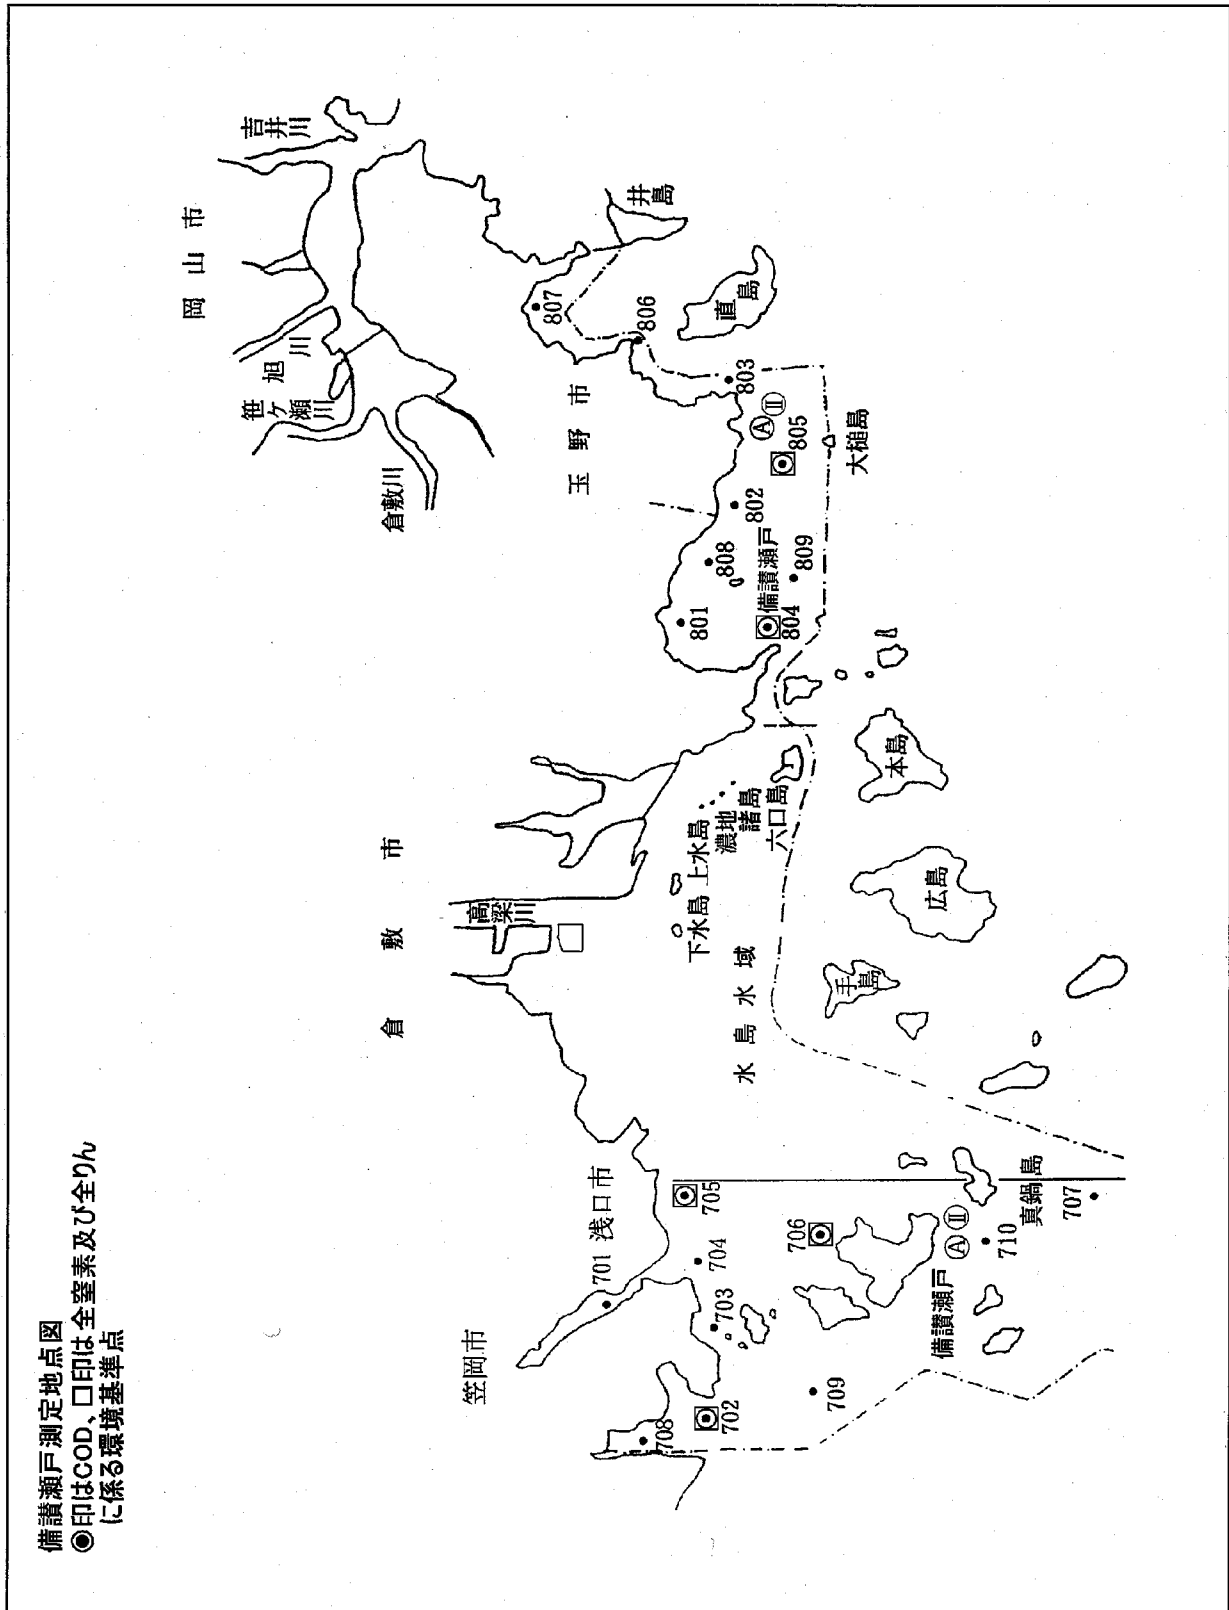 備讃瀬戸測定地点図
◉印はCOD、□印は全窒素及び全りん
に係る環境基準点
笠岡市
浅口市
倉敷市
玉野市
岡山市
高梁川
倉敷川
笹ヶ瀬川
旭川
吉井川
701
702
703
704
705
706
707
708
709
710
備讃瀬戸
Ⓐ Ⅱ
真鍋島
水島水域
下水島
上水島
濃地諸島
六口島
手島
広島
本島
801
802
803
804
805
806
807
808
809
備讃瀬戸
Ⓐ Ⅱ
大槌島
直島
井島